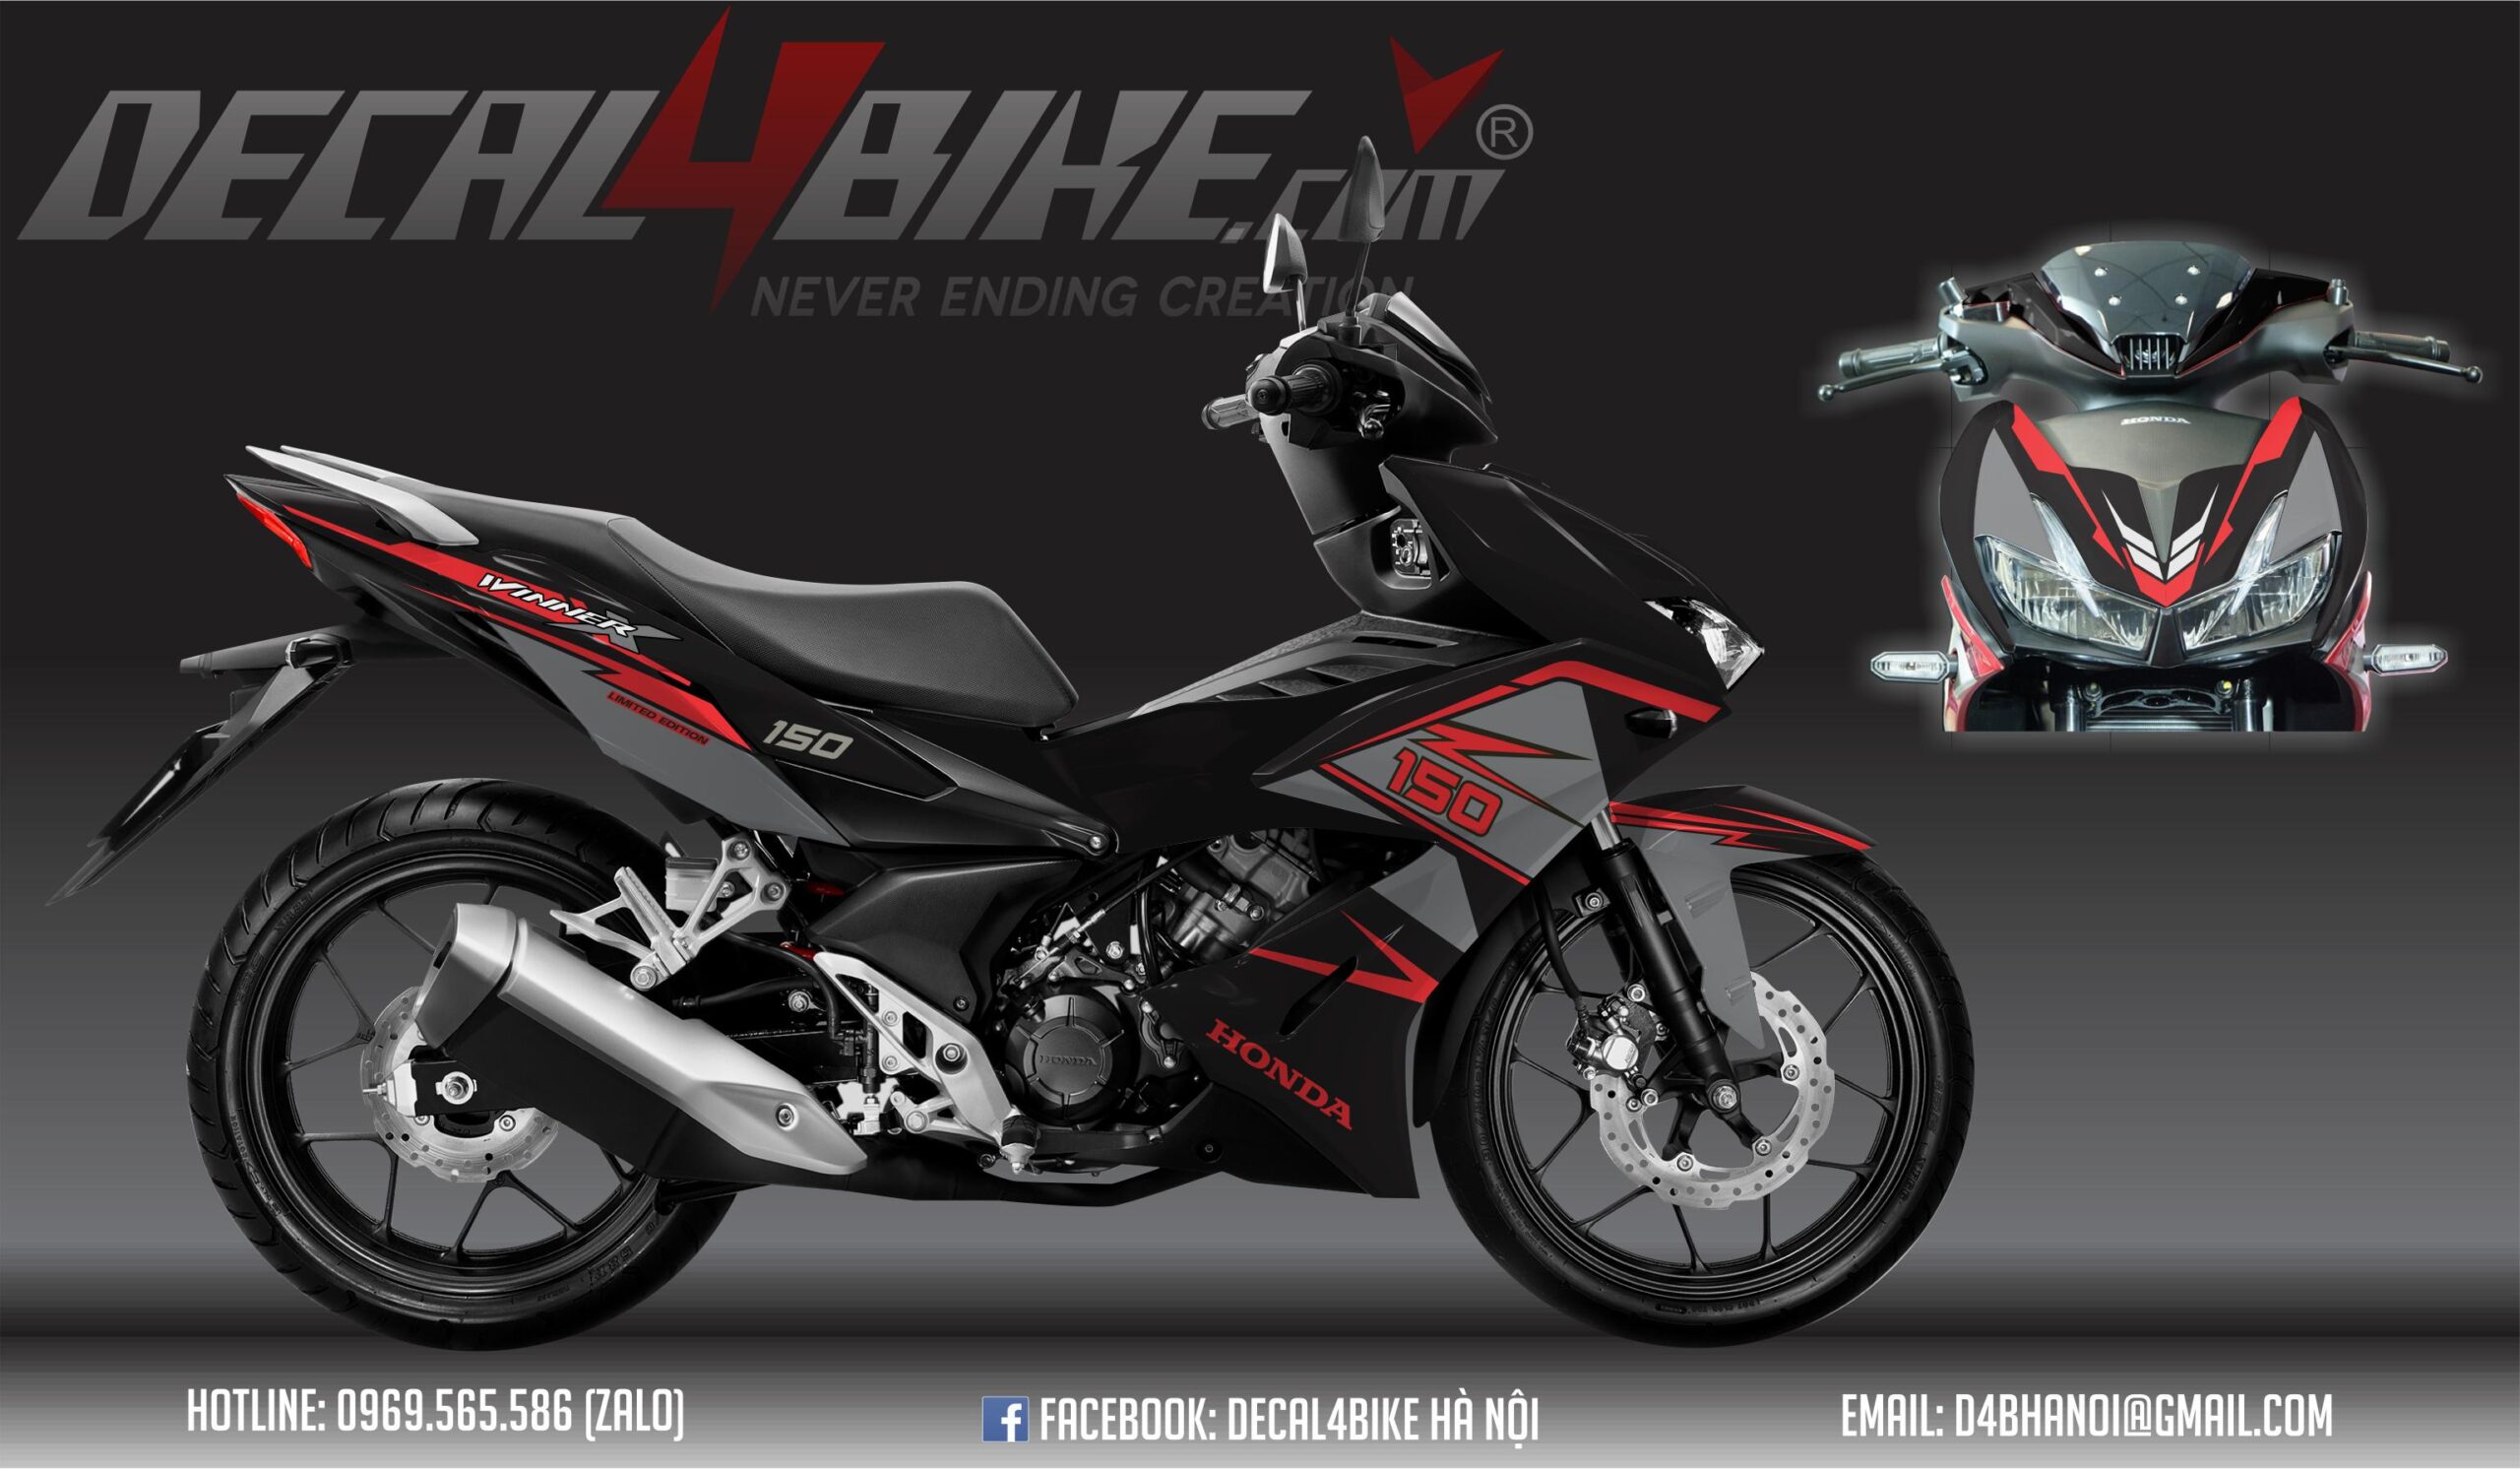 DECAL4BIKE.com ®
NEVER ENDING CREATION
HONDA
WINNER X
LIMITED EDITION
150
150
HONDA
HONDA
HOTLINE: 0969.565.586 (ZALO)
f FACEBOOK: DECAL4BIKE HÀ NỘI
EMAIL: D4BHANOI@GMAIL.COM